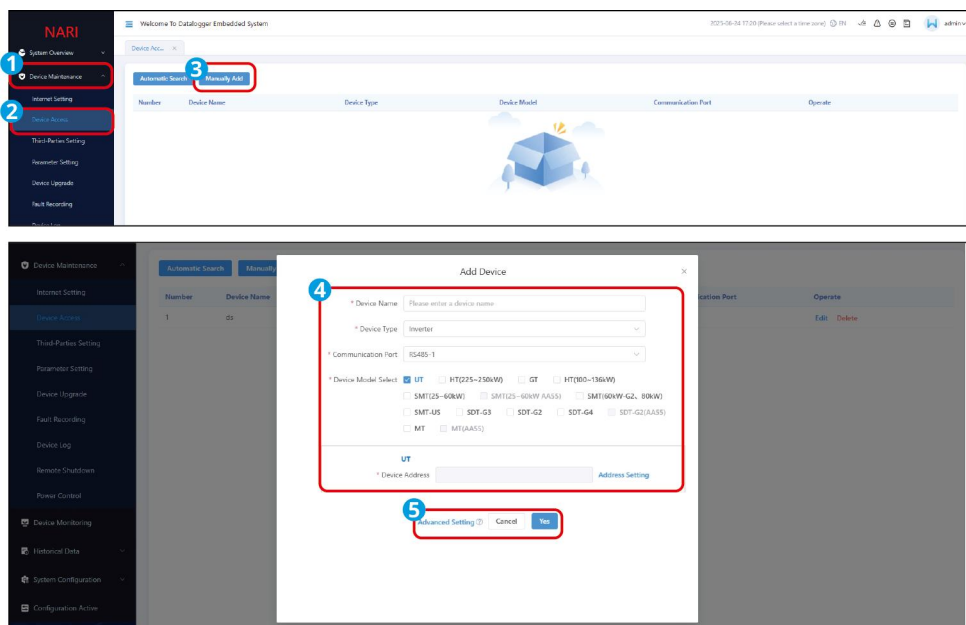 NARI
Welcome To Datalogger Embedded System
2025-06-24 17:20 (Please select a time zone) EN
admin
System Overview
Device Acc... ×
1
Device Maintenance
3
Automatic Search Manually Add
Internet Setting
Number Device Name Device Type Device Model Communication Port Operate
2
Device Access
Third-Parties Setting
Parameter Setting
Device Upgrade
Fault Recording
Device Log
Device Maintenance
Automatic Search Manually
Add Device ×
Internet Setting
Number Device Name
cation Port Operate
4
* Device Name Please enter a device name
Device Access
1 ds
Edit Delete
* Device Type Inverter
Third-Parties Setting
* Communication Port RS485-1
Parameter Setting
* Device Model Select UT HT(225~250kW) GT HT(100~136kW)
Device Upgrade
SMT(25~60kW) SMT(25~60kW AASS) SMT(60kW-G2、80kW)
Fault Recording
SMT-US SDT-G3 SDT-G2 SDT-G4 SDT-G2(AASS)
MT MT(AASS)
Device Log
UT
Remote Shutdown
* Device Address Address Setting
Power Control
5
Device Monitoring
Advanced Setting ? Cancel Yes
Historical Data
System Configuration
Configuration Active